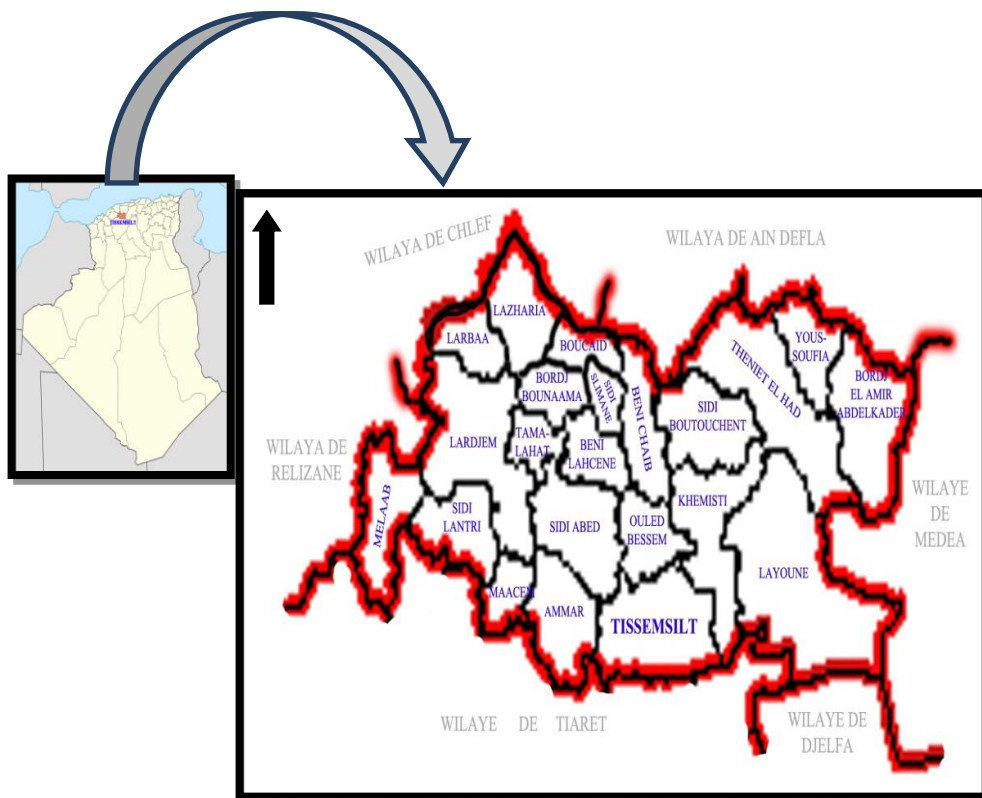 TISSEMSILT
WILAYA DE CHLEF
WILAYA DE AIN DEFLA
LAZHARIA
LARBAA
BOUCAID
YOUS-
SOUFIA
THENIET EL HAD
BORDJ
EL AMIR
ABDELKADER
BORDJ
BOUNAAMA
SIDI
SLIMANE
BENI CHAIB
SIDI
BOUTOUCHENT
WILAYA DE
RELIZANE
LARDJEM
TAMA-
LAHAT
BENI
LAHCENE
MELAAB
SIDI
LANTRI
SIDI ABED
OULED
BESSEM
KHEMISTI
WILAYE
DE
MEDEA
LAYOUNE
MAACEM
AMMAR
TISSEMSILT
WILAYE DE TIARET
WILAYE DE
DJELFA